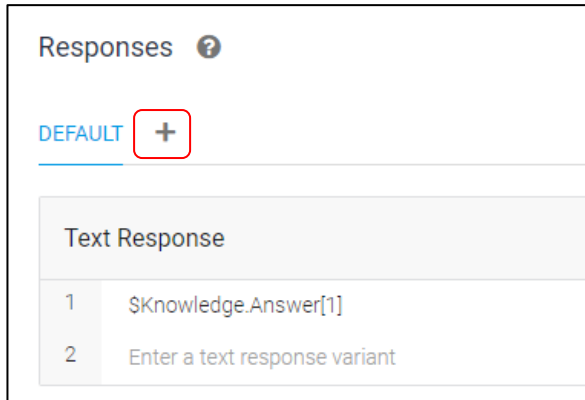 Responses ?
DEFAULT +
Text Response
1 $Knowledge.Answer[1]
2 Enter a text response variant